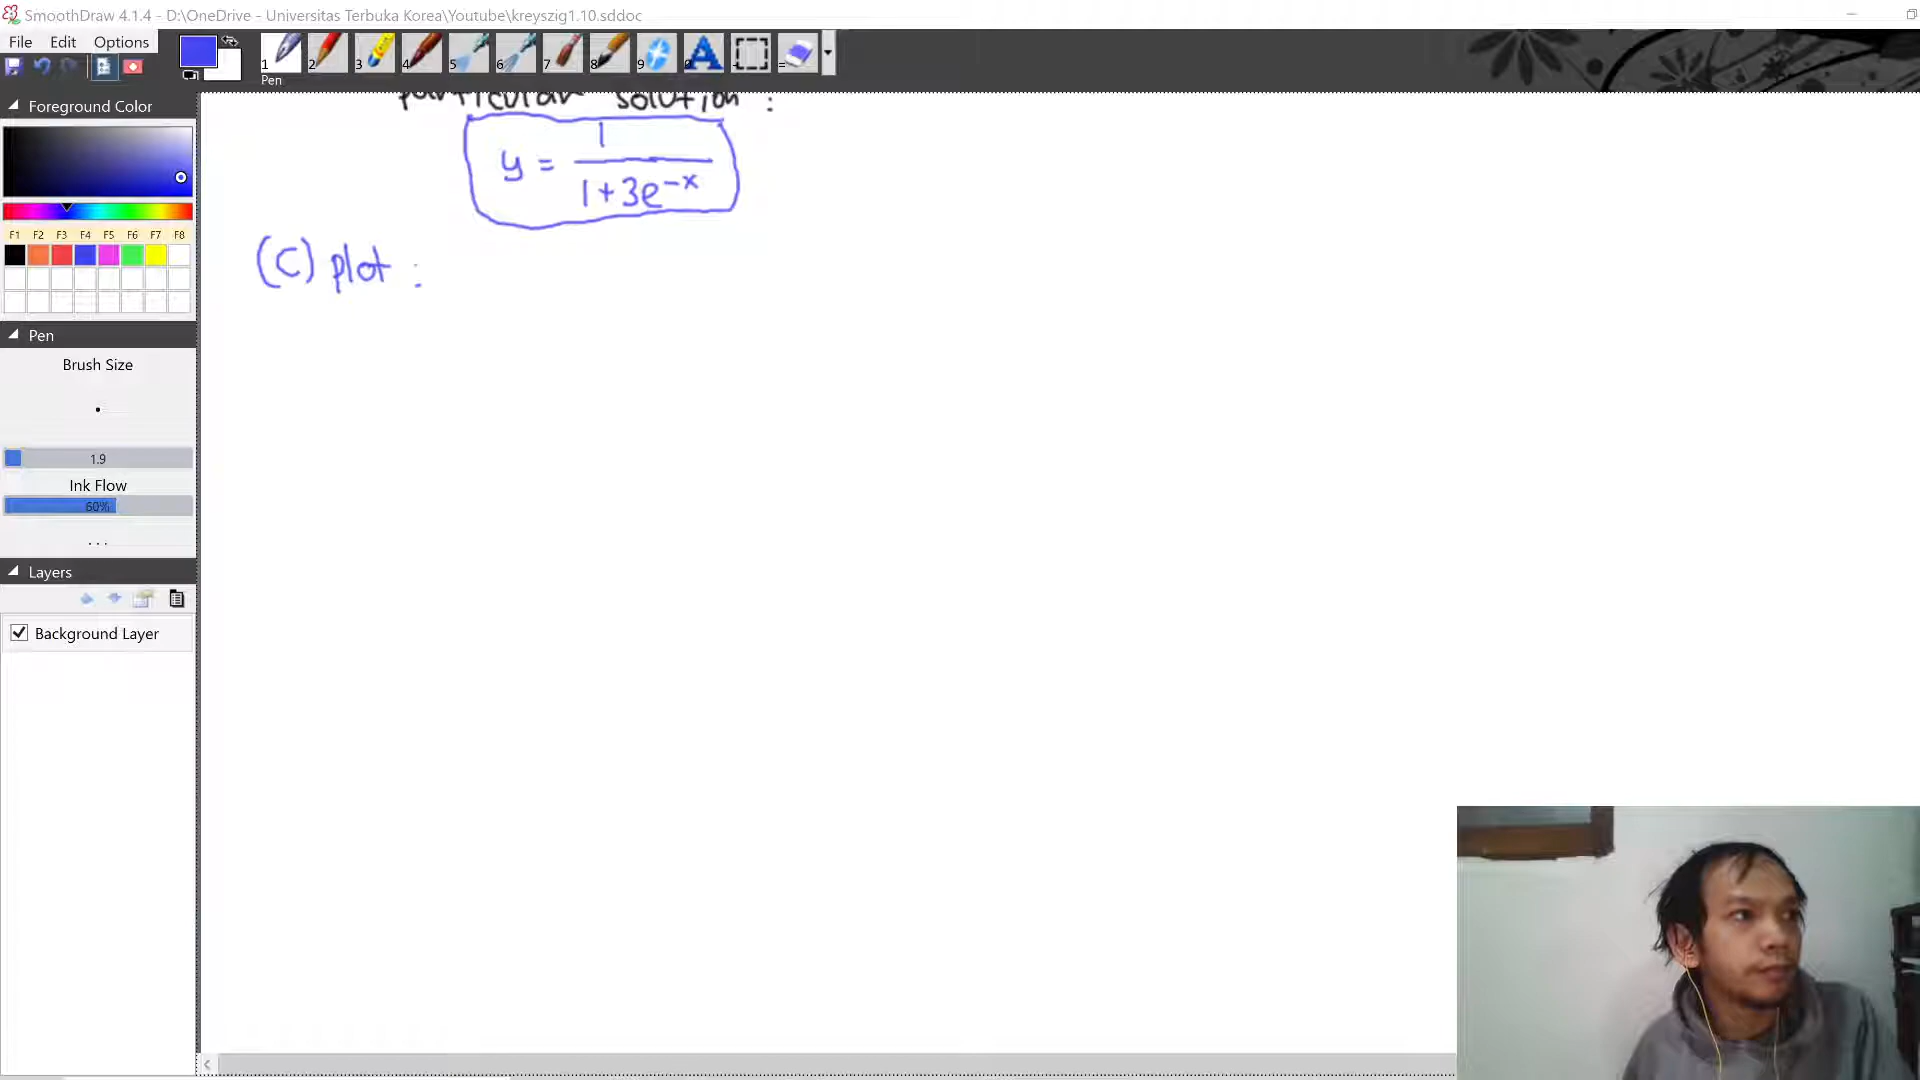 SmoothDraw 4.1.4 - D:\OneDrive - Universitas Terbuka Korea\Youtube\kreyszig1.10.sddoc
File Edit Options
1 2 3 4 5 6 7 8 9 0 - =
Pen
Foreground Color
F1 F2 F3 F4 F5 F6 F7 F8
Pen
Brush Size
1.9
Ink Flow
60%
...
Layers
Background Layer
particular solution :
y = 1 / 1+3e^-x
(C) plot :